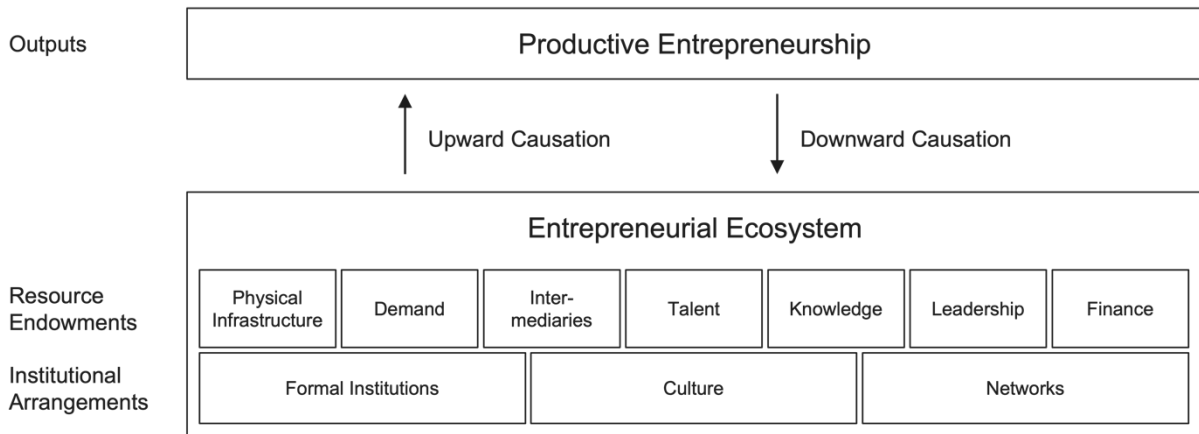 Outputs
Productive Entrepreneurship
Upward Causation
Downward Causation
Entrepreneurial Ecosystem
Resource
Endowments
Physical
Infrastructure
Demand
Inter-
mediaries
Talent
Knowledge
Leadership
Finance
Institutional
Arrangements
Formal Institutions
Culture
Networks